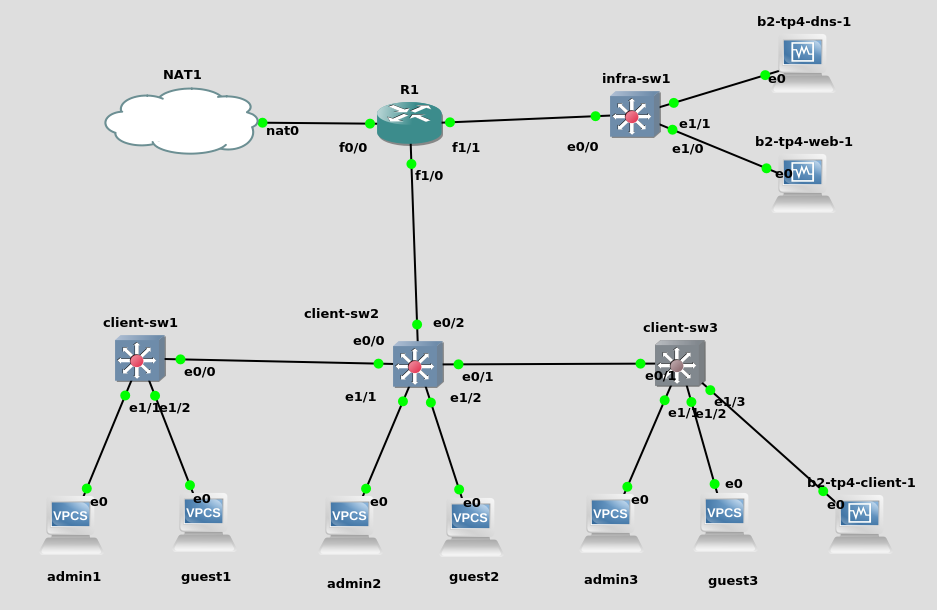 b2-tp4-dns-1
NAT1
infra-sw1
R1
e0
nat0
f0/0
f1/1
e0/0
e1/1
e1/0
b2-tp4-web-1
e0
f1/0
client-sw1
client-sw2
e0/2
client-sw3
e0/0
e0/0
e0/1
e0/1
e1/1
e1/2
e1/1
e1/2
e1/1
e1/2
e1/3
e0
e0
e0
e0
e0
e0
b2-tp4-client-1
e0
VPCS
VPCS
VPCS
VPCS
VPCS
VPCS
admin1
guest1
admin2
guest2
admin3
guest3